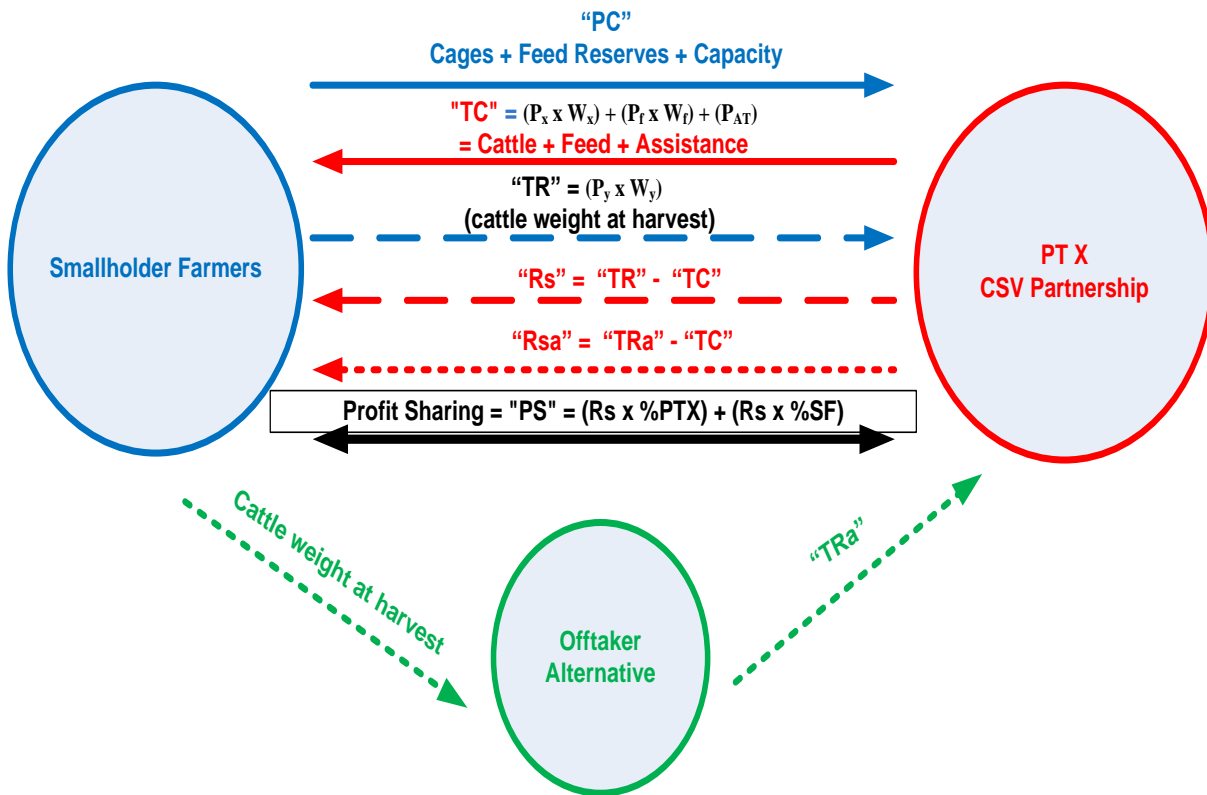 “PC”
Cages + Feed Reserves + Capacity
"TC" = (Px x Wx) + (Pf x Wf) + (PAT)
= Cattle + Feed + Assistance
“TR” = (Py x Wy)
(cattle weight at harvest)
Smallholder Farmers
PT X
CSV Partnership
“Rs” = “TR” - “TC”
“Rsa” = “TRa” - “TC”
Profit Sharing = "PS" = (Rs x %PTX) + (Rs x %SF)
Cattle weight at harvest
“TRa”
Offtaker
Alternative